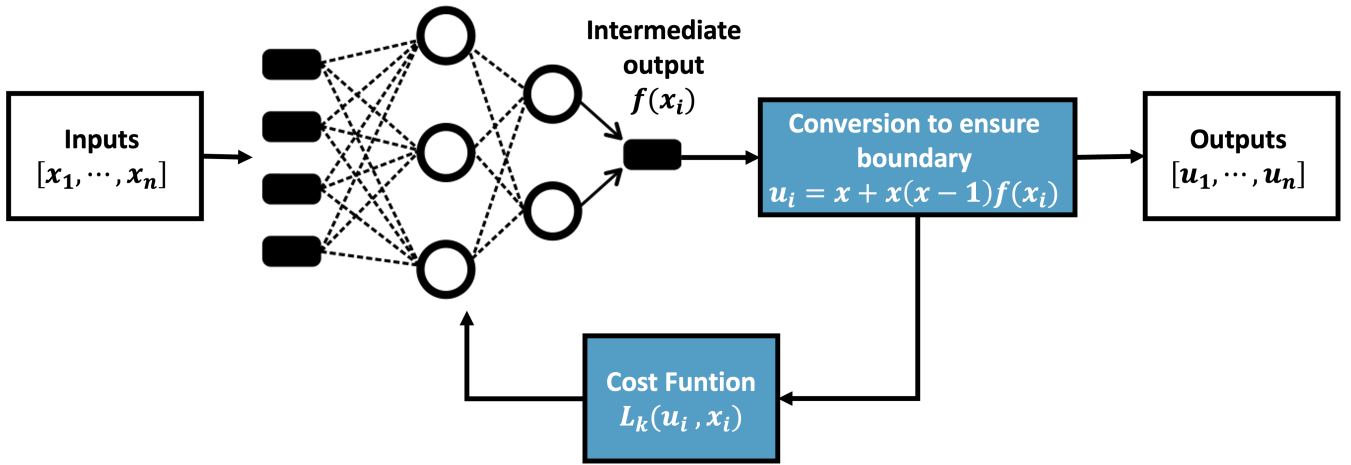 Inputs
[x₁, ⋯, xₙ]
Intermediate
output
f(xᵢ)
Conversion to ensure
boundary
uᵢ = x + x(x − 1)f(xᵢ)
Outputs
[u₁, ⋯, uₙ]
Cost Funtion
Lₖ(uᵢ , xᵢ)